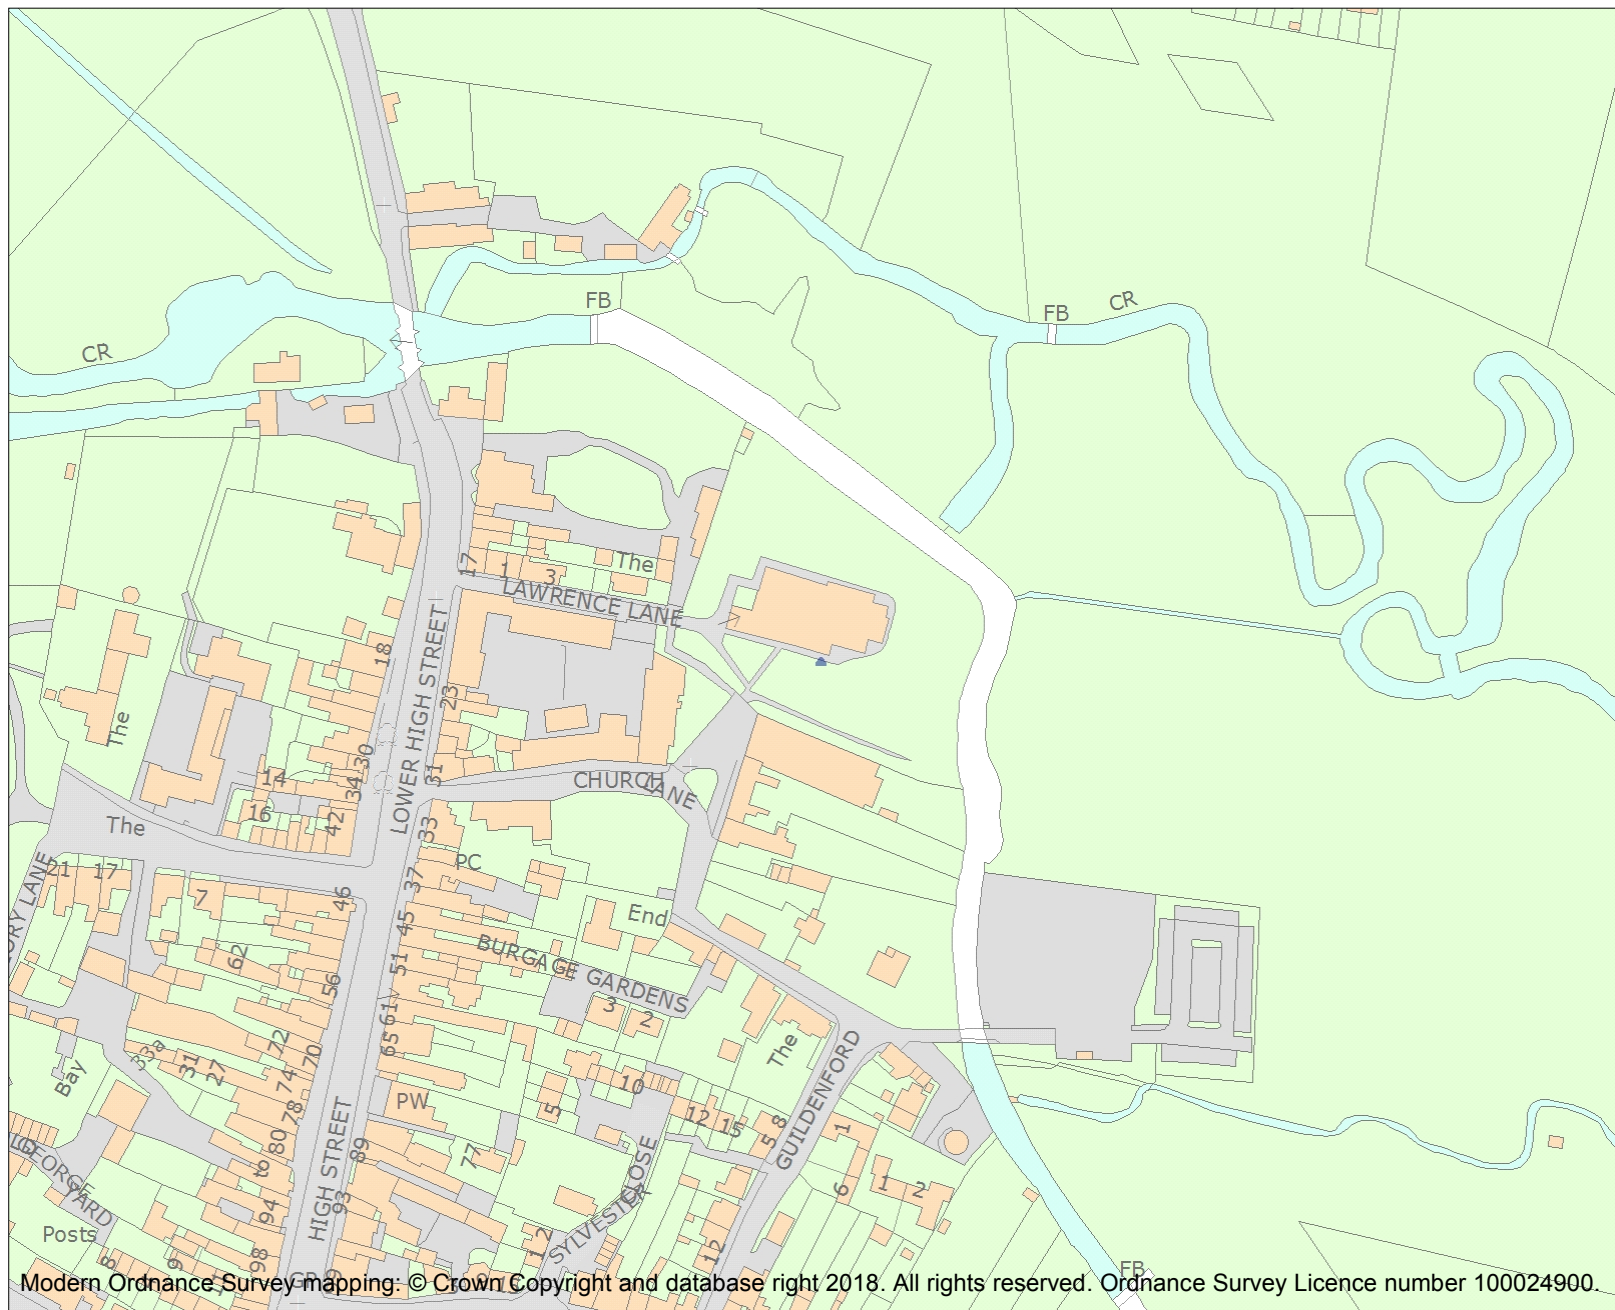 FB
FB
CR
CR
17
1
3
The
LAWRENCE LANE
18
LOWER HIGH STREET
23
The
30
34
31
14
16
42
CHURCH LANE
33
The
PC
21
17
37
7
46
45
End
BURGAGE GARDENS
62
51
56
61
3
2
65
72
70
33a
31
27
The
74
Bay
78
10
PW
5
12
15
8
5
GUILDENFORD
1
80
to
89
77
CLOSE
GEORGE YARD
94
HIGH STREET
93
6
1
2
SYLVESTER
Posts
98
8
9
12
12
FB
Modern Ordnance Survey mapping: © Crown Copyright and database right 2018. All rights reserved. Ordnance Survey Licence number 100024900.